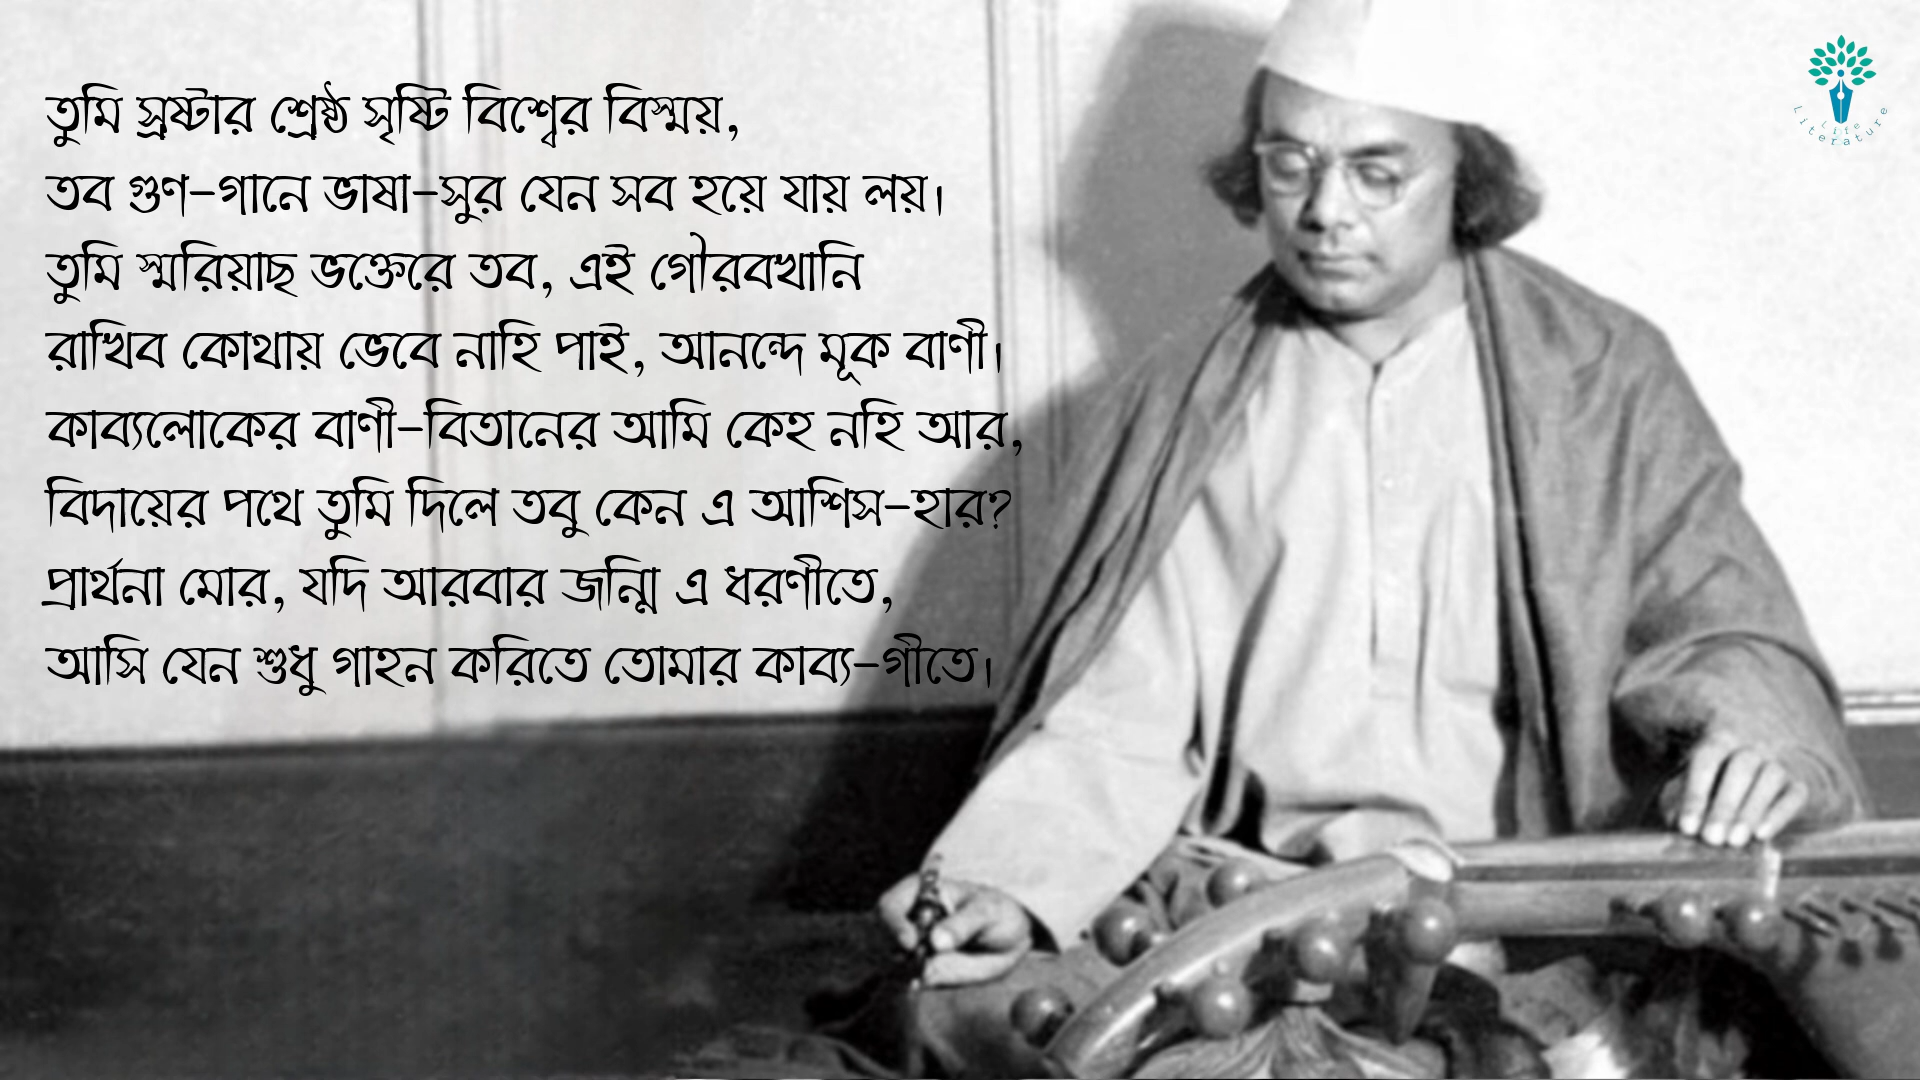 তুমি স্রষ্টার শ্রেষ্ঠ সৃষ্টি বিশ্বের বিস্ময়,
তব গুণ-গানে ভাষা-সুর যেন সব হয়ে যায় লয়।
তুমি স্মরিয়াছ ভক্তেরে তব, এই গৌরবখানি
রাখিব কোথায় ভেবে নাহি পাই, আনন্দে মূক বাণী।
কাব্যলোকের বাণী-বিতানের আমি কেহ নহি আর,
বিদায়ের পথে তুমি দিলে তবু কেন এ আশিস-হার?
প্রার্থনা মোর, যদি আরবার জন্মি এ ধরণীতে,
আসি যেন শুধু গাহন করিতে তোমার কাব্য-গীতে।
Life
Literature